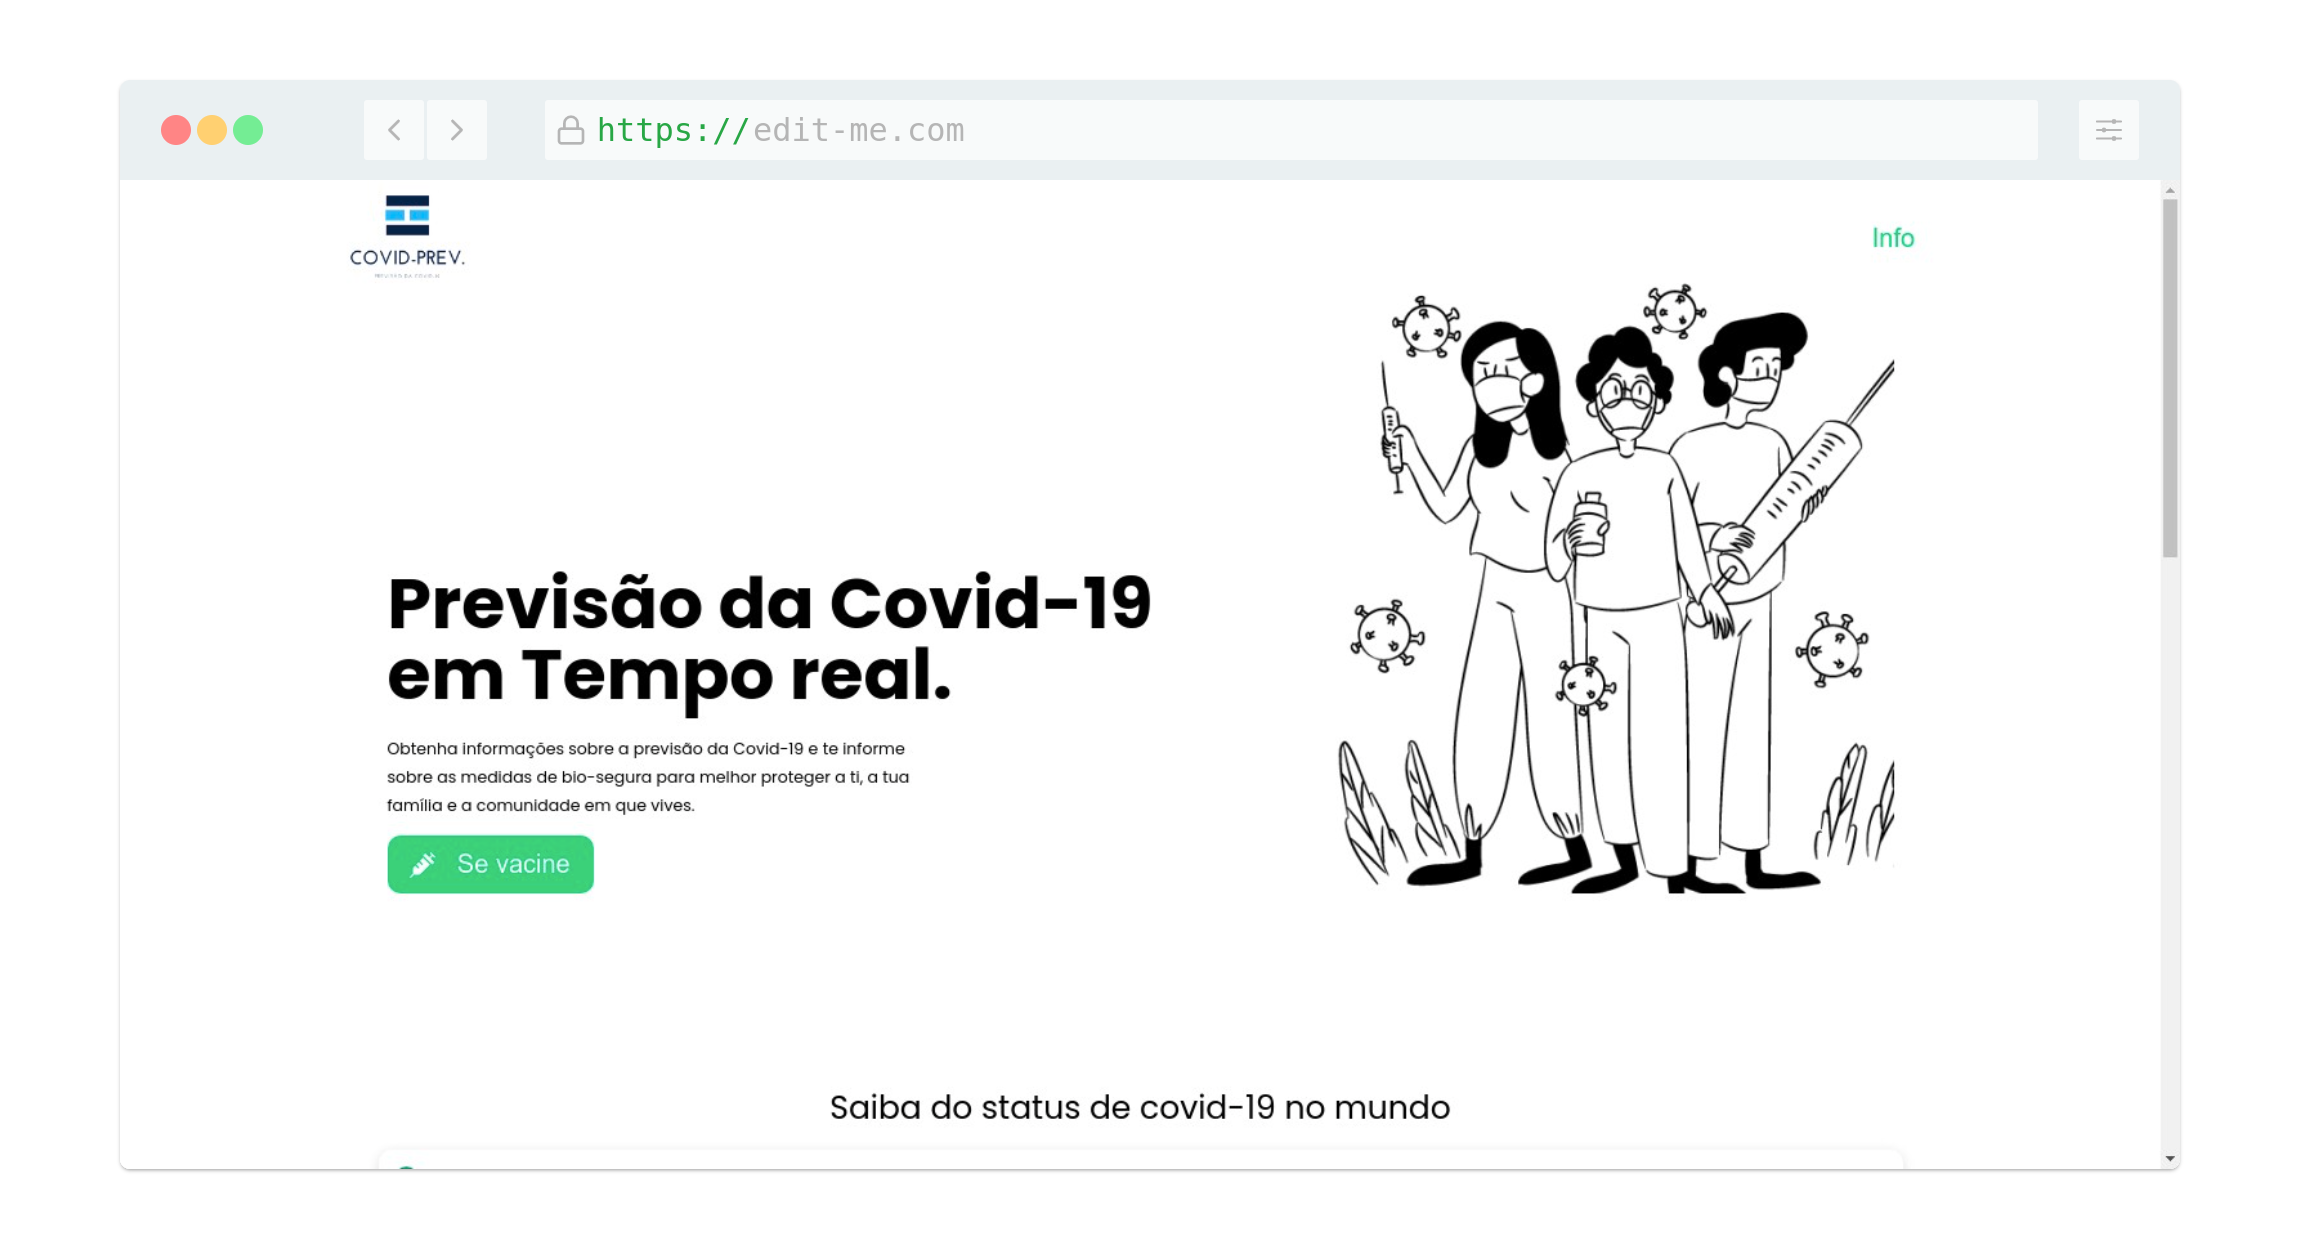 https://edit-me.com
COVID-PREV.
Info
Previsão da Covid-19
em Tempo real.
Obtenha informações sobre a previsão da Covid-19 e te informe
sobre as medidas de bio-segura para melhor proteger a ti, a tua
família e a comunidade em que vives.
Se vacine
Saiba do status de covid-19 no mundo